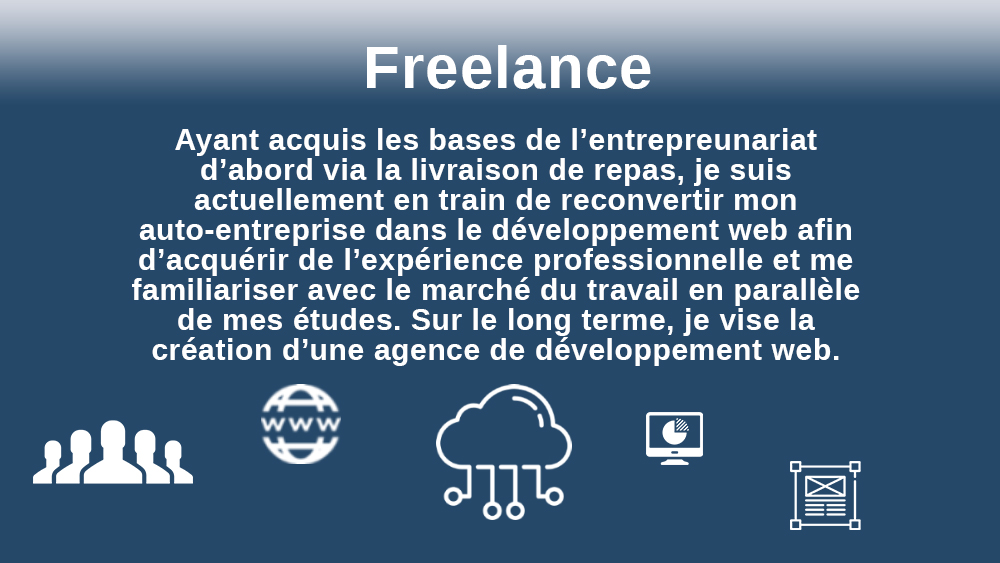 Freelance
Ayant acquis les bases de l’entrepreunariat
d’abord via la livraison de repas, je suis
actuellement en train de reconvertir mon
auto-entreprise dans le développement web afin
d’acquérir de l’expérience professionnelle et me
familiariser avec le marché du travail en parallèle
de mes études. Sur le long terme, je vise la
création d’une agence de développement web.
WWW